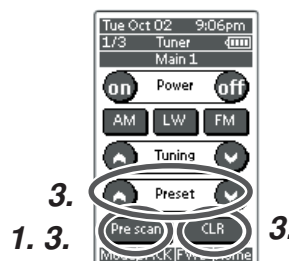 Tue Oct 02 9:06pm
1/3 Tuner
Main 1
on Power off
AM LW FM
Tuning
3. Preset
1. 3. Pre scan CLR 3.